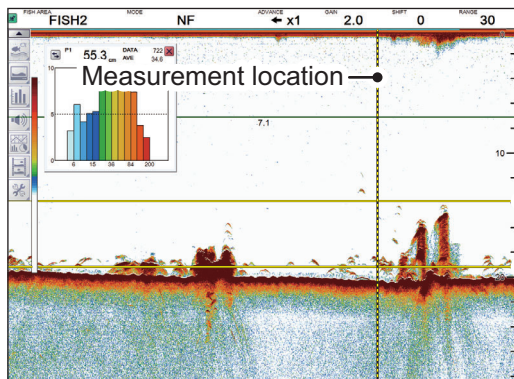 FISH AREA MODE ADVANCE GAIN SHIFT RANGE
FISH2 NF ← x1 2.0 0 30
P1 55.3 cm DATA 722
AVE 34.6
10
5
0
6 15 36 84 200
Measurement location
7.1
10